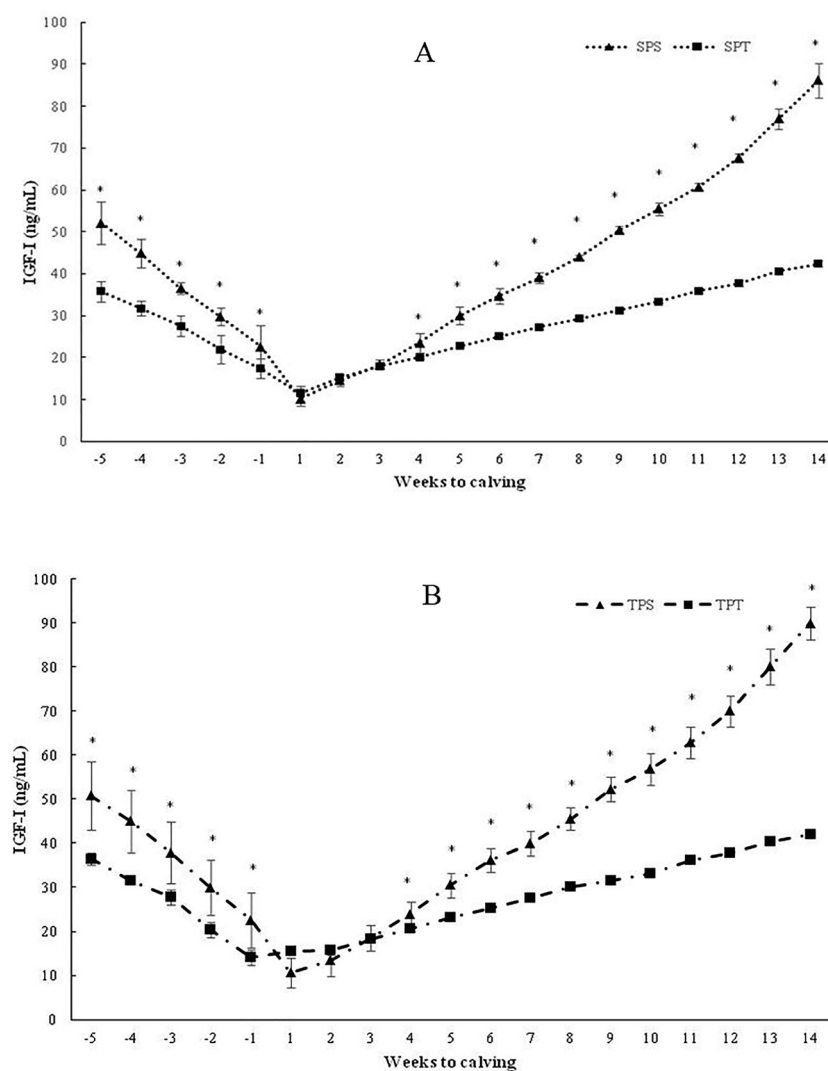 A
SPS SPT
IGF-I (ng/mL)
100
90
80
70
60
50
40
30
20
10
0
* * * * * * * * * * * * * * * *
-5 -4 -3 -2 -1 1 2 3 4 5 6 7 8 9 10 11 12 13 14
Weeks to calving
B
TPS TPT
IGF-I (ng/mL)
100
90
80
70
60
50
40
30
20
10
0
* * * * * * * * * * * * * * * *
-5 -4 -3 -2 -1 1 2 3 4 5 6 7 8 9 10 11 12 13 14
Weeks to calving